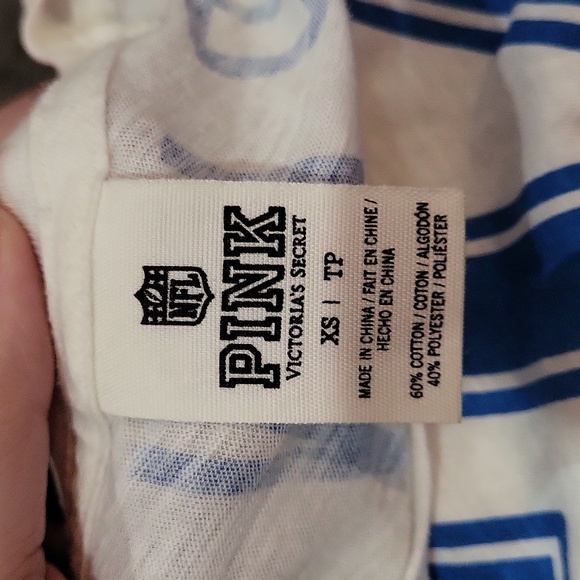 NFL
PINK
VICTORIA'S SECRET
XS | TP
MADE IN CHINA / FAIT EN CHINE /
HECHO EN CHINA
60% COTTON / COTON / ALGODÓN
40% POLYESTER / POLIÉSTER